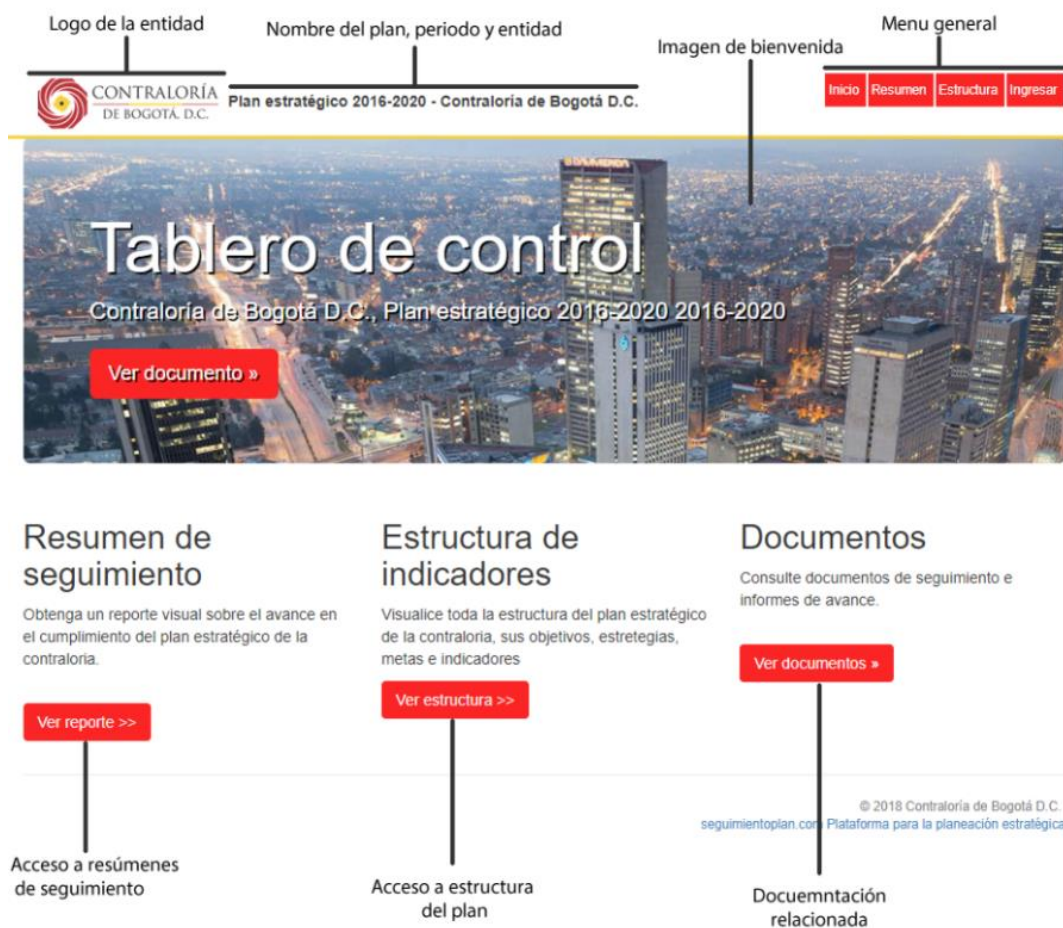 Logo de la entidad
Nombre del plan, periodo y entidad
Imagen de bienvenida
Menu general
CONTRALORÍA
DE BOGOTÁ, D.C.
Plan estratégico 2016-2020 - Contraloría de Bogotá D.C.
Inicio Resumen Estructura Ingresar
DAVIVIENDA
Tablero de control
Contraloría de Bogotá D.C., Plan estratégico 2016-2020 2016-2020
Ver documento »
Resumen de
seguimiento
Obtenga un reporte visual sobre el avance en
el cumplimiento del plan estratégico de la
contraloria.
Ver reporte >>
Estructura de
indicadores
Visualice toda la estructura del plan estratégico
de la contraloria, sus objetivos, estretegias,
metas e indicadores
Ver estructura >>
Documentos
Consulte documentos de seguimiento e
informes de avance.
Ver documentos »
© 2018 Contraloría de Bogotá D.C.
seguimientoplan.com Plataforma para la planeación estratégica
Acceso a resúmenes
de seguimiento
Acceso a estructura
del plan
Docuemntación
relacionada